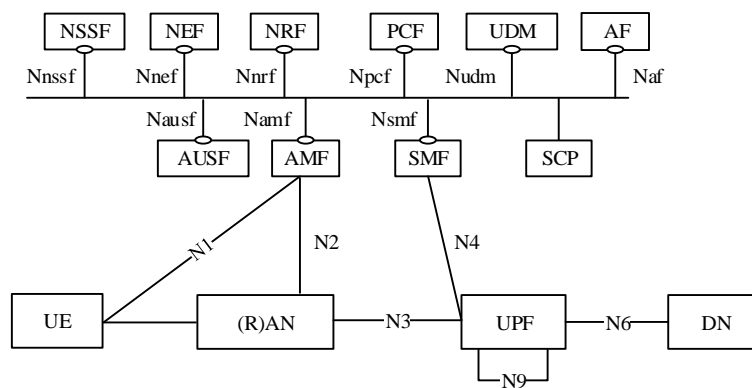 NSSF NEF NRF PCF UDM AF
Nnssf Nnef Nnrf Npcf Nudm Naf
Nausf Namf Nsmf
AUSF AMF SMF SCP
N1 N2 N4
UE (R)AN N3 UPF N6 DN
N9